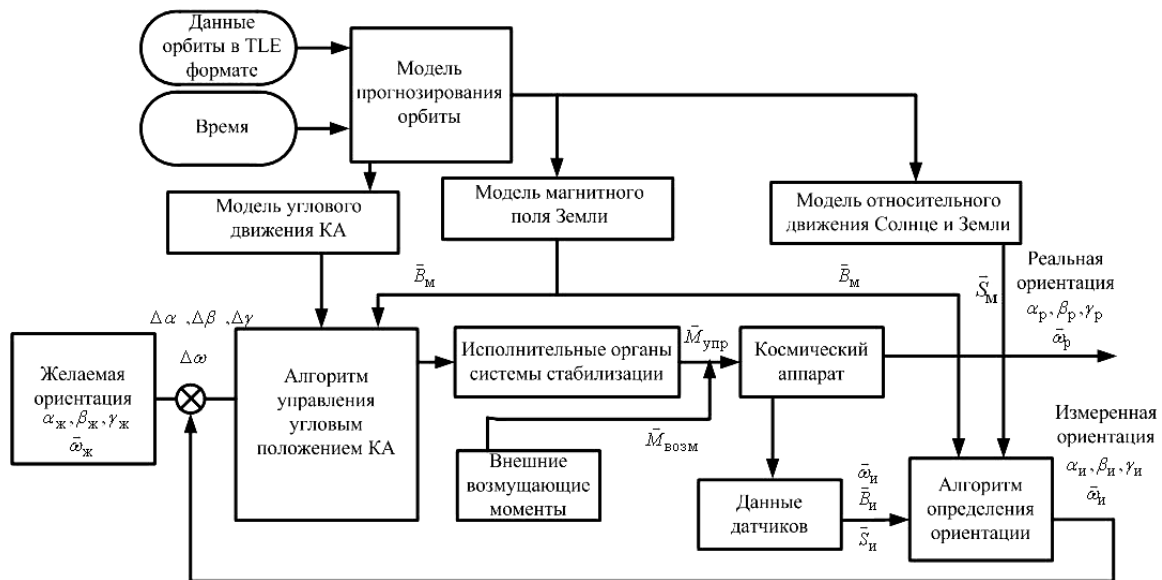 Данные
орбиты в TLE
формате
Модель
прогнозирования
орбиты
Время
Модель углового
движения КА
Модель магнитного
поля Земли
Модель относительного
движения Солнце и Земли
B̄м
B̄м
S̄м
Реальная
ориентация
αр, βр, γр
ω̄р
Δα ,Δβ ,Δγ
Δω
Желаемая
ориентация
αж, βж, γж
ω̄ж
Алгоритм
управления
угловым
положением КА
Исполнительные органы
системы стабилизации
M̄упр
Космический
аппарат
M̄возм
Внешние
возмущающие
моменты
Данные
датчиков
ω̄и
B̄и
S̄и
Алгоритм
определения
ориентации
Измеренная
ориентация
αи, βи, γи
ω̄и